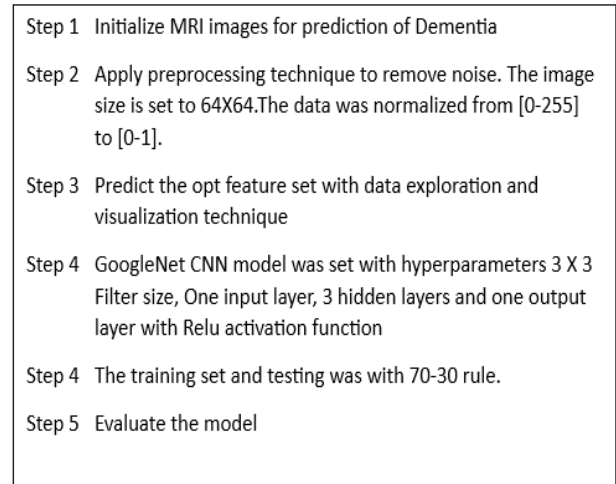 Step 1 Initialize MRI images for prediction of Dementia
Step 2 Apply preprocessing technique to remove noise. The image
size is set to 64X64.The data was normalized from [0-255]
to [0-1].
Step 3 Predict the opt feature set with data exploration and
visualization technique
Step 4 GoogleNet CNN model was set with hyperparameters 3 X 3
Filter size, One input layer, 3 hidden layers and one output
layer with Relu activation function
Step 4 The training set and testing was with 70-30 rule.
Step 5 Evaluate the model